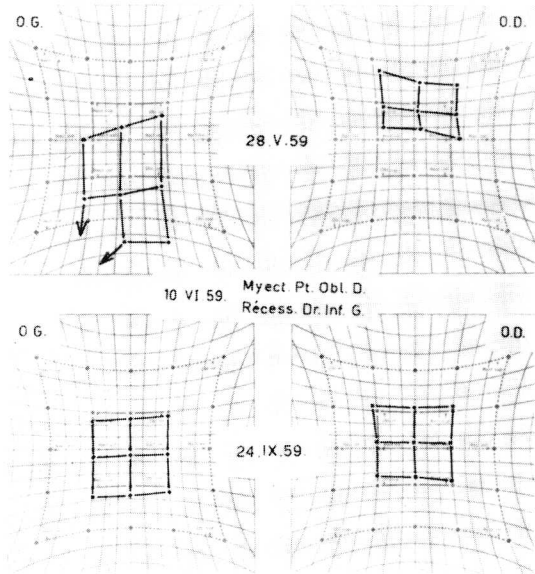 O G.
O.D.
28 V. 59
10 VI 59.
Myect. Pt. Obl. D.
Récess. Dr. Inf. G.
O G.
O.D.
24 .IX. 59.